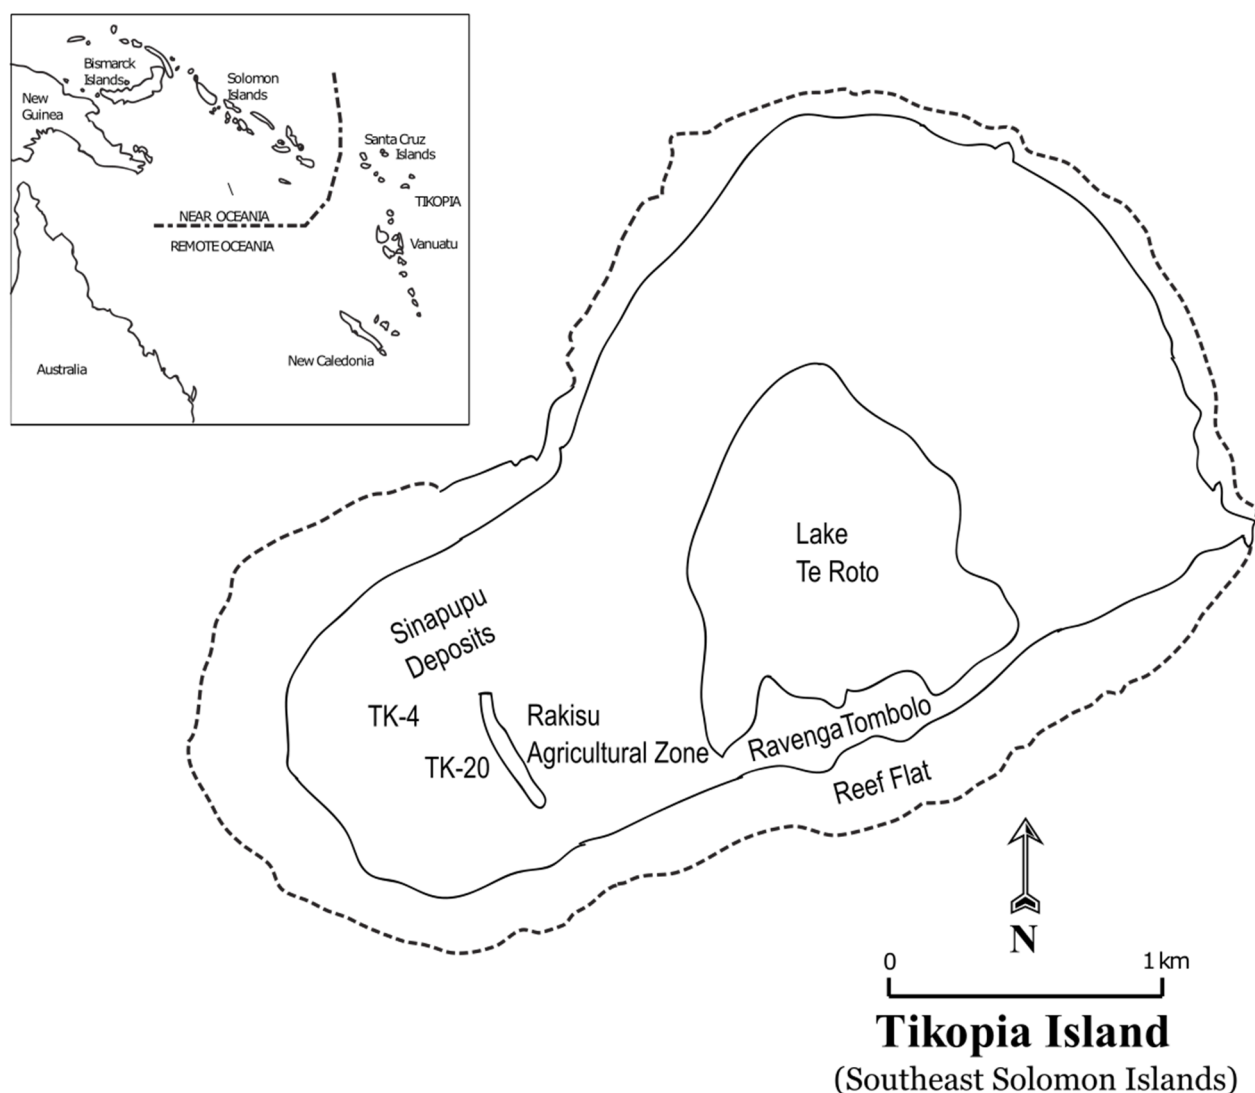 Bismarck
Islands
Solomon
Islands
New
Guinea
Santa Cruz
Islands
TIKOPIA
NEAR OCEANIA
REMOTE OCEANIA
Vanuatu
New Caledonia
Australia
Lake
Te Roto
Sinapupu
Deposits
TK-4
Rakisu
Agricultural Zone
TK-20
RavengaTombolo
Reef Flat
N
0 1 km
Tikopia Island
(Southeast Solomon Islands)